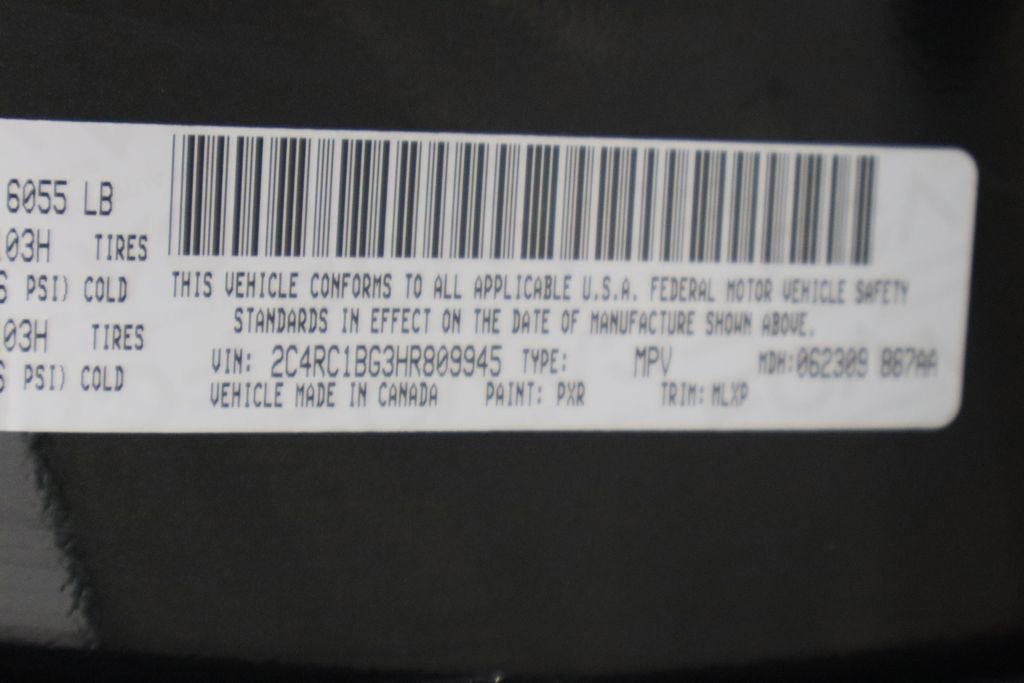 6055 LB
03H TIRES
PSI) COLD
THIS VEHICLE CONFORMS TO ALL APPLICABLE U.S.A. FEDERAL MOTOR VEHICLE SAFETY
STANDARDS IN EFFECT ON THE DATE OF MANUFACTURE SHOWN ABOVE.
03H TIRES
PSI) COLD
VIN: 2C4RC1BG3HR809945 TYPE: MPV MDH: 062309 867AA
VEHICLE MADE IN CANADA PAINT: PXR TRIM: MLXP